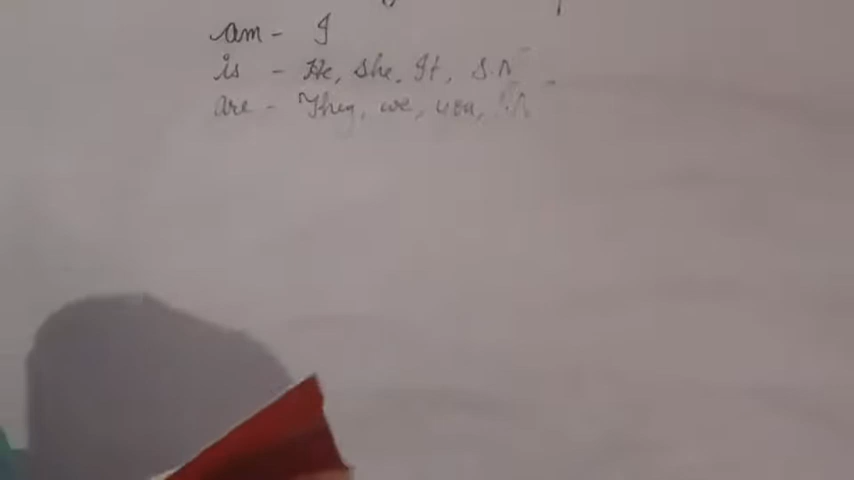 am - I
is - He, she, It, S.N
are - They, we, you,